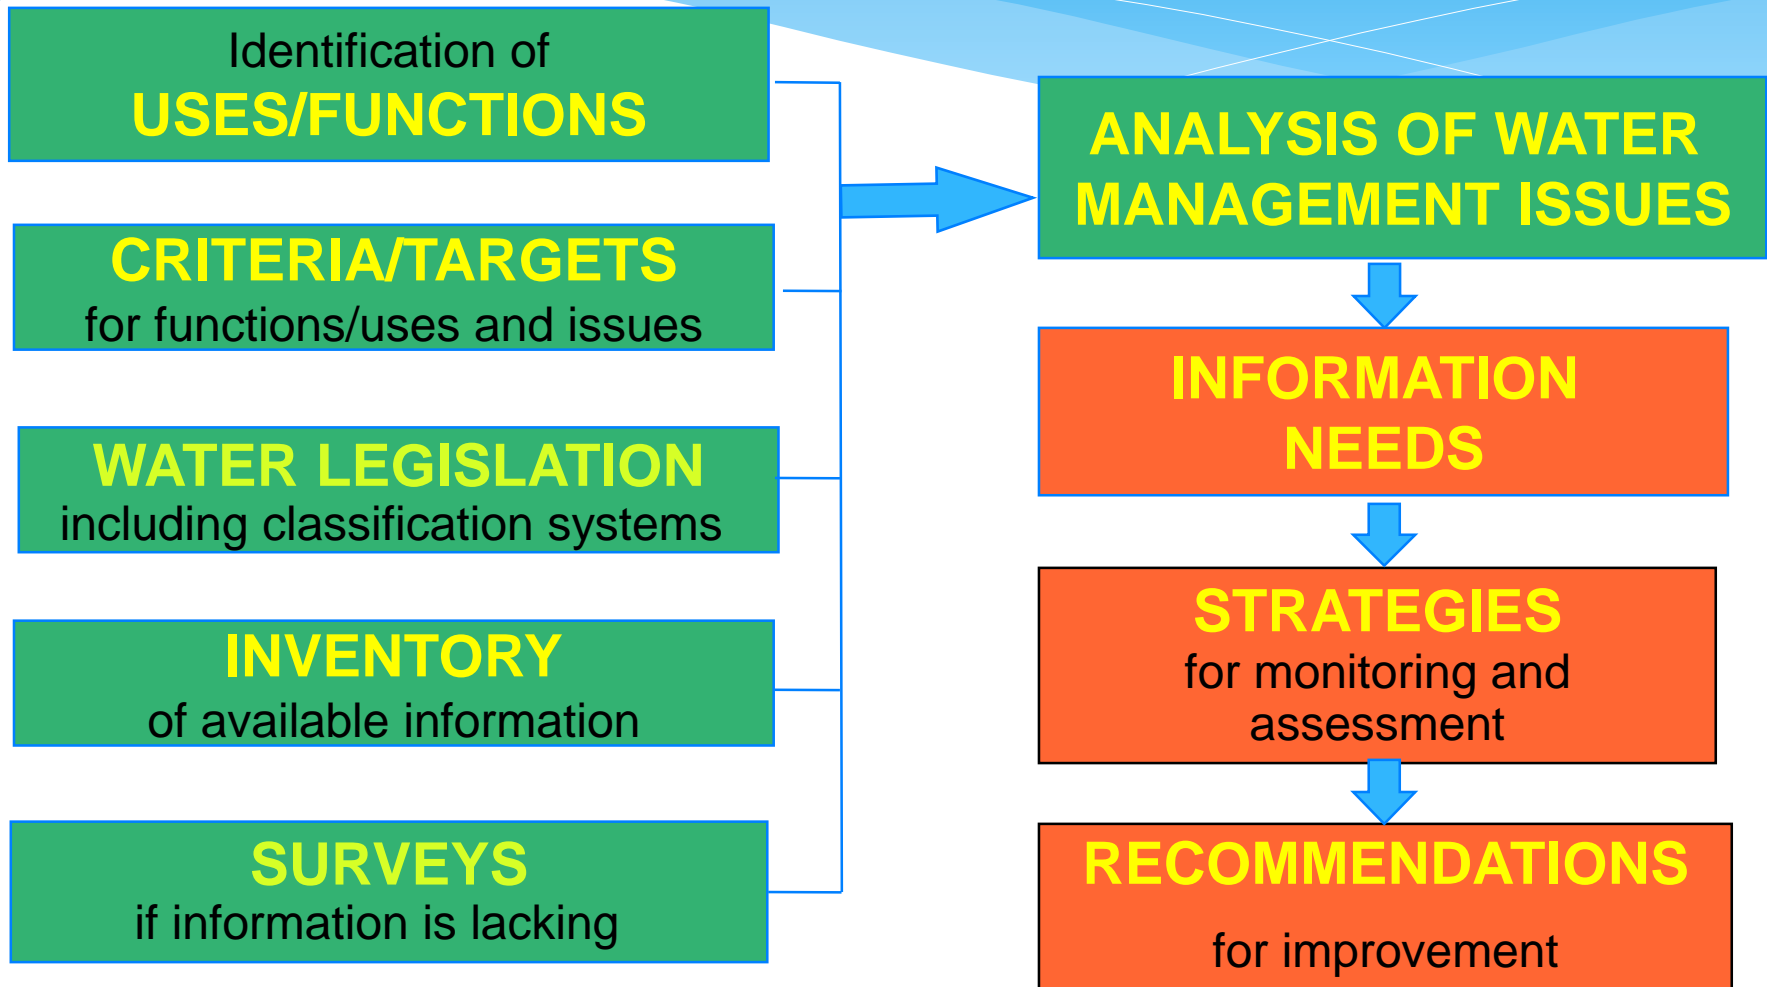 Identification of
USES/FUNCTIONS
CRITERIA/TARGETS
for functions/uses and issues
WATER LEGISLATION
including classification systems
INVENTORY
of available information
SURVEYS
if information is lacking
ANALYSIS OF WATER
MANAGEMENT ISSUES
INFORMATION
NEEDS
STRATEGIES
for monitoring and
assessment
RECOMMENDATIONS
for improvement